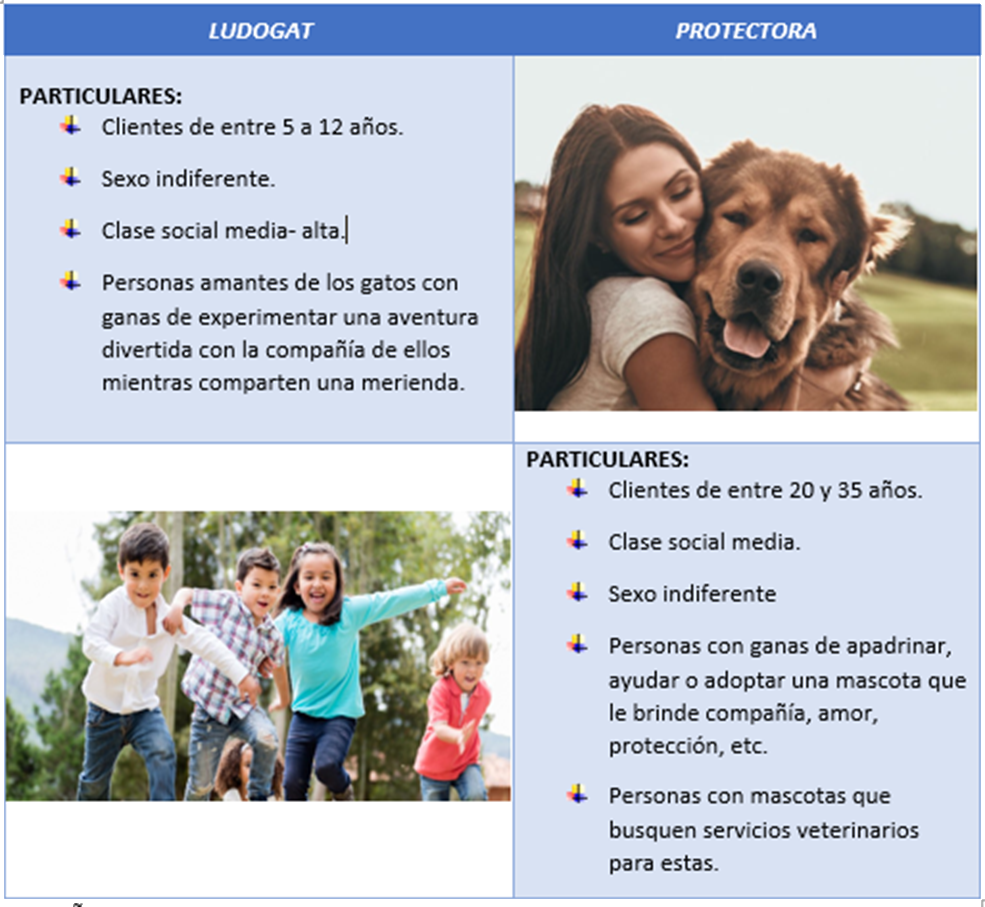 LUDOGAT
PROTECTORA
PARTICULARES:
Clientes de entre 5 a 12 años.
Sexo indiferente.
Clase social media- alta.
Personas amantes de los gatos con
ganas de experimentar una aventura
divertida con la compañía de ellos
mientras comparten una merienda.
PARTICULARES:
Clientes de entre 20 y 35 años.
Clase social media.
Sexo indiferente
Personas con ganas de apadrinar,
ayudar o adoptar una mascota que
le brinde compañía, amor,
protección, etc.
Personas con mascotas que
busquen servicios veterinarios
para estas.